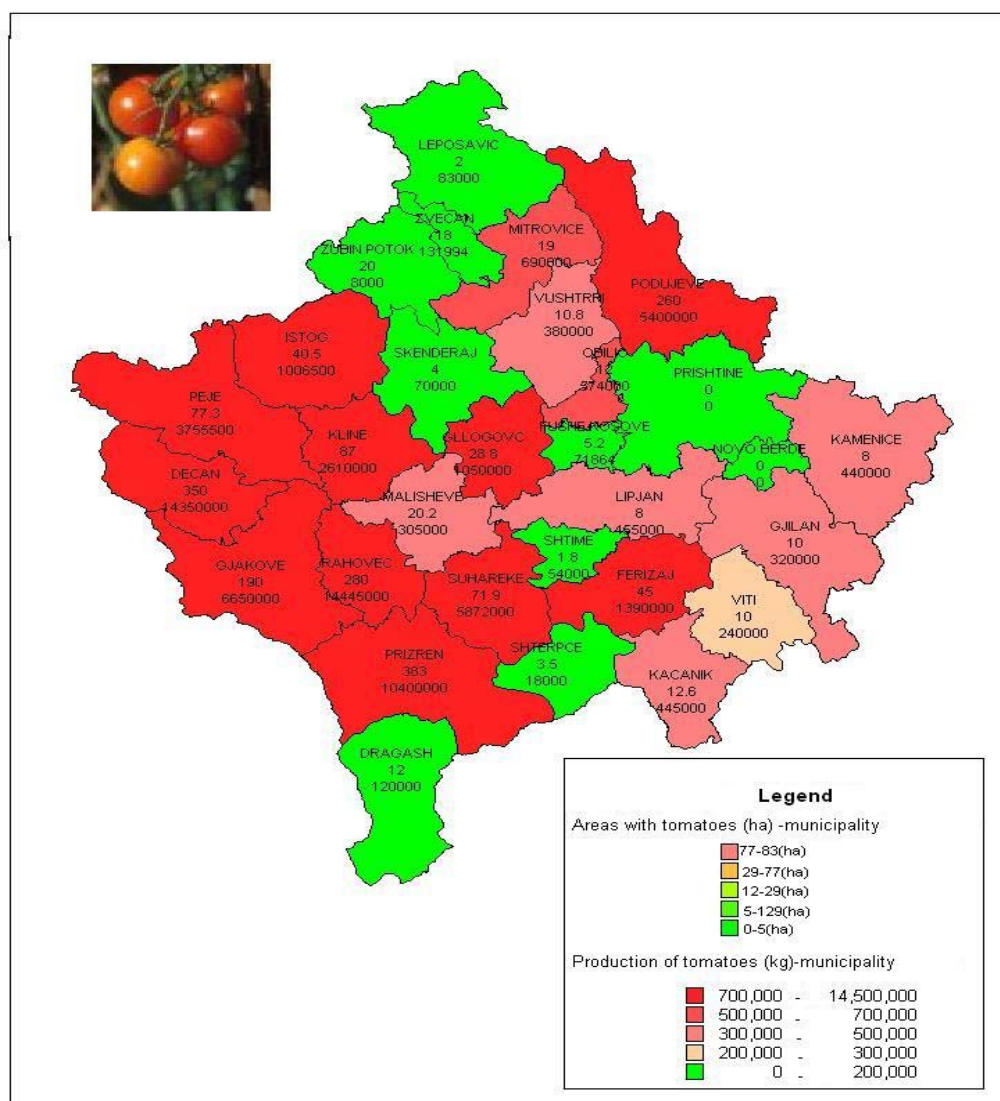 LEPOSAVIC
2
83000
ZVECAN
18
131994
ZUBIN POTOK
20
8000
MITROVICE
19
690000
PODUJEVE
260
5400000
VUSHTRRI
10.8
380000
ISTOG
40.5
1006500
SKENDERAJ
4
70000
OBILIC
12
574000
PRISHTINE
0
0
PEJE
77.3
3755500
KLINE
87
2610000
GLLOGOVC
28.8
1050000
FUSHE KOSOVE
5.2
71864
NOVO BERDE
0
0
KAMENICE
8
440000
DECAN
350
14350000
MALISHEVE
20.2
305000
LIPJAN
8
455000
GJILAN
10
320000
SHTIME
1.8
54000
GJAKOVE
190
6650000
RAHOVEC
280
14445000
SUHAREKE
71.9
5872000
FERIZAJ
45
1390000
VITI
10
240000
PRIZREN
383
10400000
SHTERPCE
3.5
18000
KACANIK
12.6
445000
DRAGASH
12
120000
Legend
Areas with tomatoes (ha) -municipality
77-83(ha)
29-77(ha)
12-29(ha)
5-129(ha)
0-5(ha)
Production of tomatoes (kg)-municipality
700,000 - 14,500,000
500,000 - 700,000
300,000 - 500,000
200,000 - 300,000
0 - 200,000